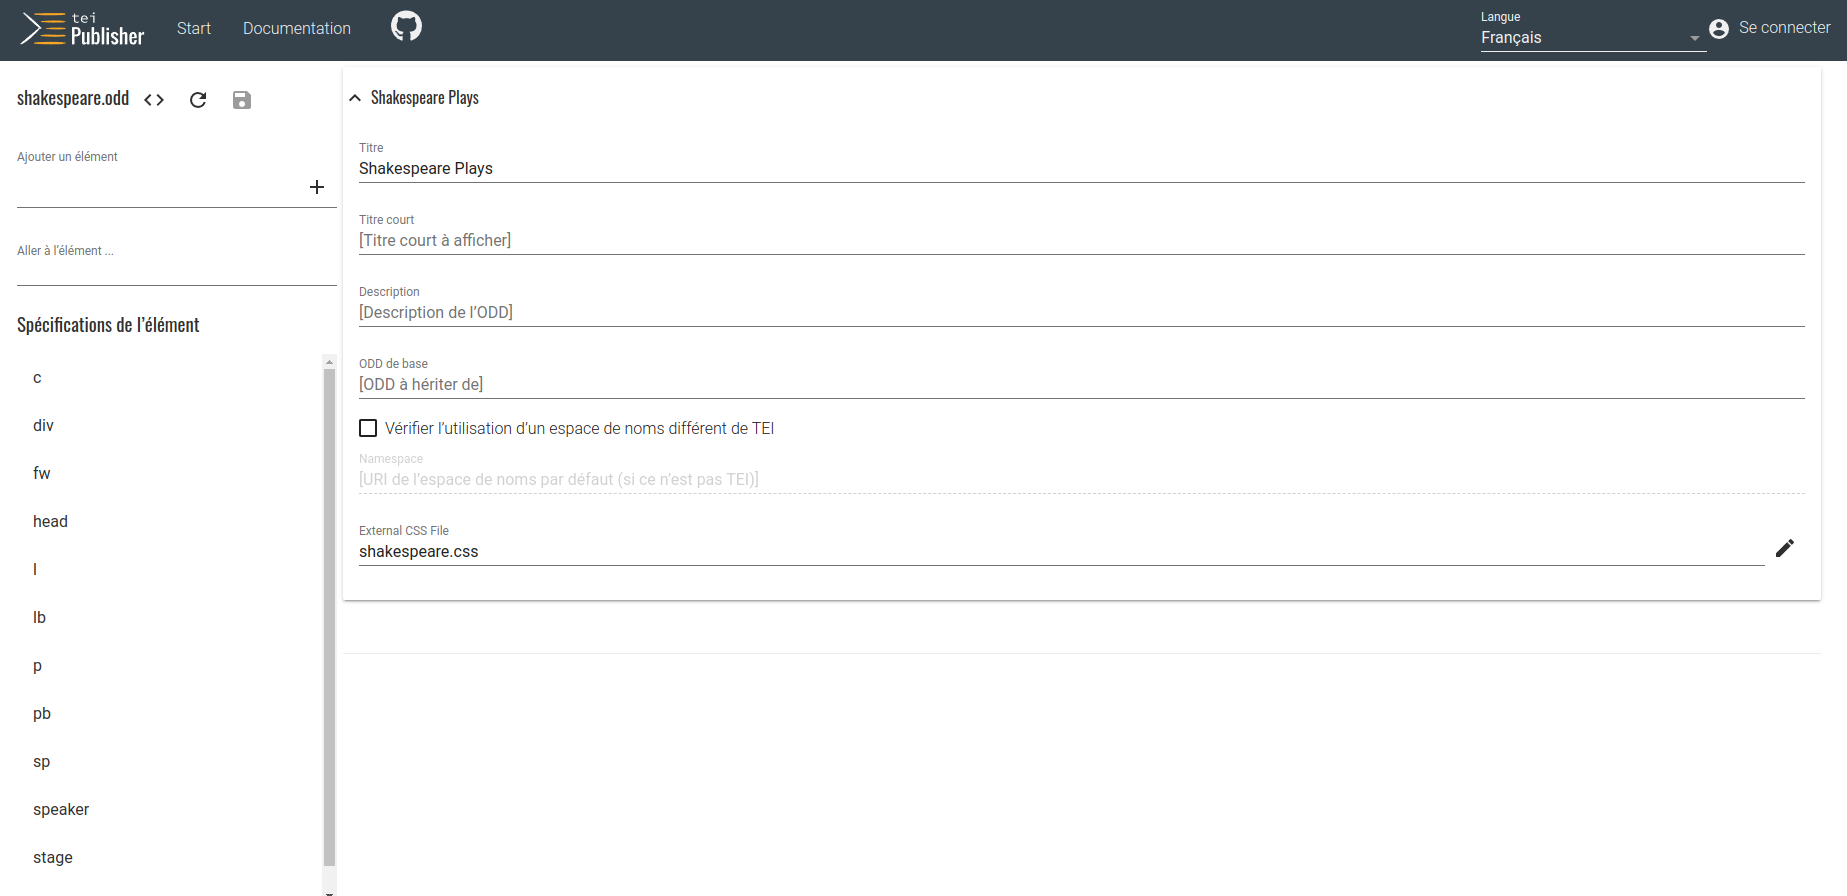 tei
Publisher
Start
Documentation
Langue
Français
Se connecter
shakespeare.odd
Ajouter un élément
Aller à l'élément ...
Spécifications de l'élément
c
div
fw
head
l
lb
p
pb
sp
speaker
stage
Shakespeare Plays
Titre
Shakespeare Plays
Titre court
[Titre court à afficher]
Description
[Description de l'ODD]
ODD de base
[ODD à hériter de]
Vérifier l'utilisation d'un espace de noms différent de TEI
Namespace
[URI de l'espace de noms par défaut (si ce n'est pas TEI)]
External CSS File
shakespeare.css